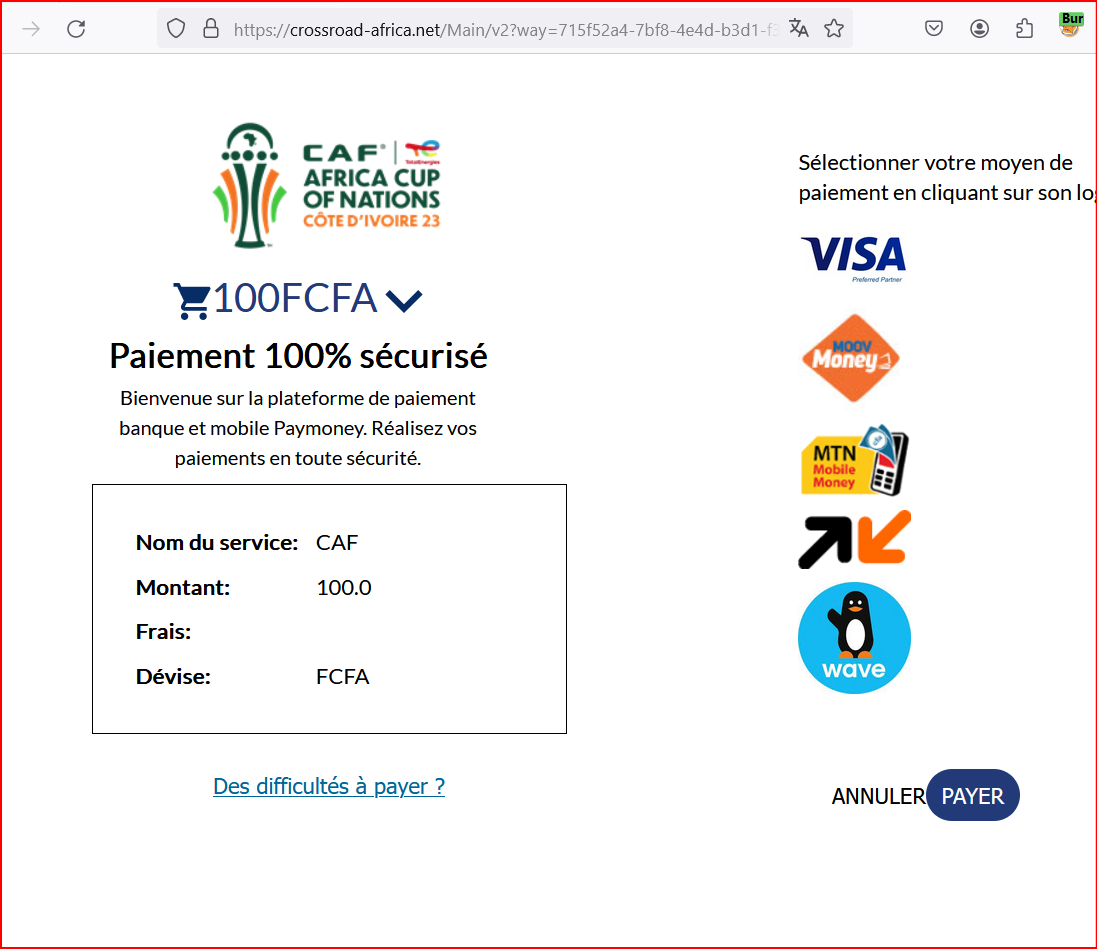 Bur
https://crossroad-africa.net/Main/v2?way=715f52a4-7bf8-4e4d-b3d1-f
CAF
TotalEnergies
AFRICA CUP
OF NATIONS
CÔTE D'IVOIRE 23
100FCFA
Paiement 100% sécurisé
Bienvenue sur la plateforme de paiement
banque et mobile Paymoney. Réalisez vos
paiements en toute sécurité.
Nom du service: CAF
Montant: 100.0
Frais:
Dévise: FCFA
Des difficultés à payer ?
Sélectionner votre moyen de
paiement en cliquant sur son lo
VISA
Preferred Partner
MOOV
Money
MTN
Mobile
Money
wave
ANNULER PAYER